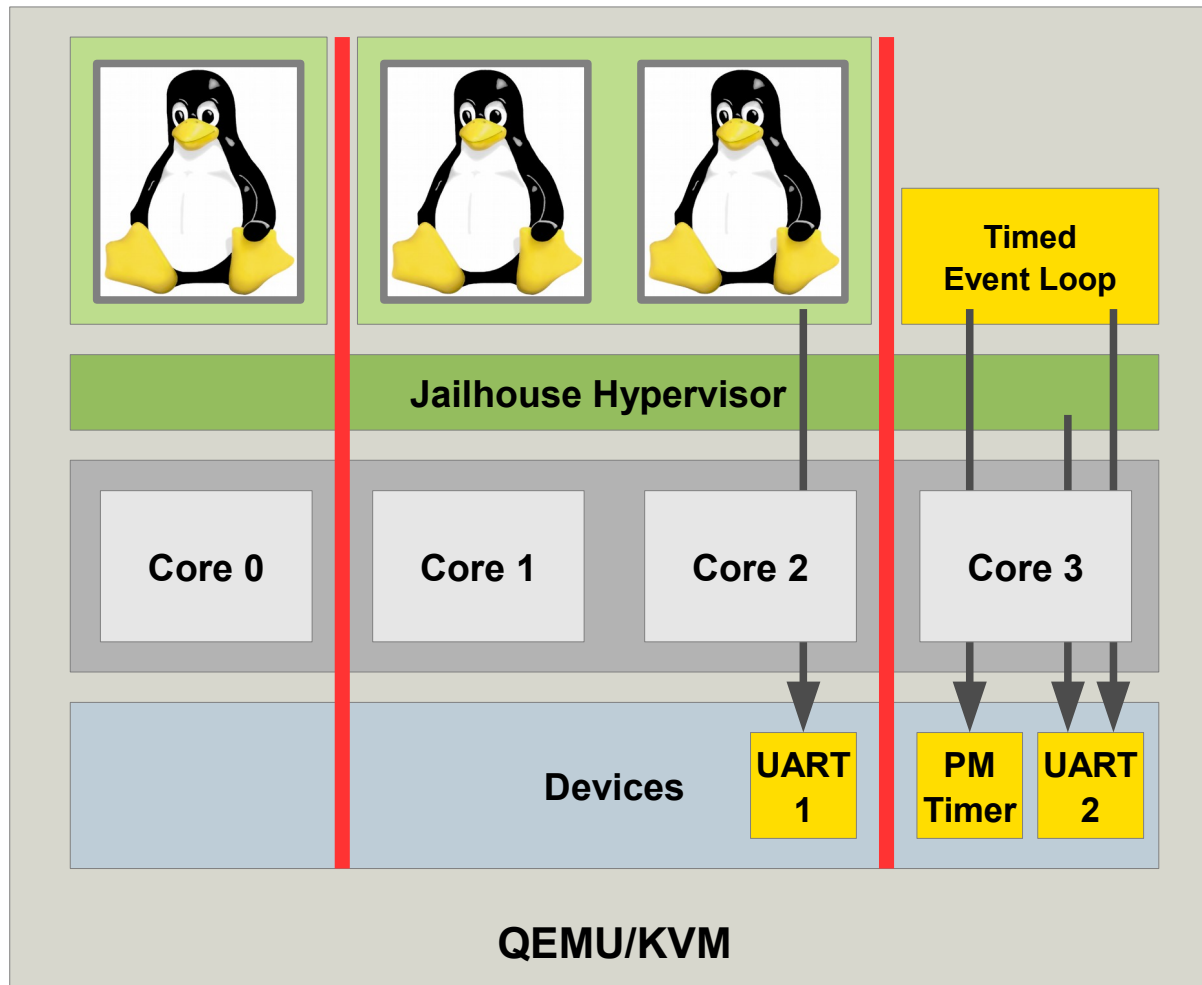 Timed
Event Loop
Jailhouse Hypervisor
Core 0
Core 1
Core 2
Core 3
Devices
UART
1
PM
Timer
UART
2
QEMU/KVM